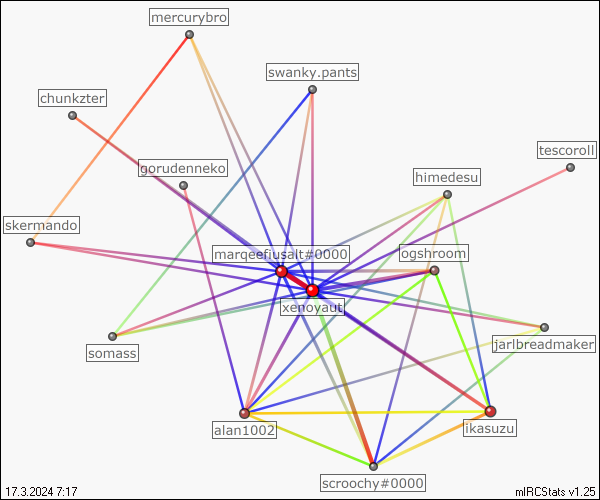 mercurybro
swanky.pants
chunkzter
tescoroll
gorudenneko
himedesu
skermando
marqeefiusalt#0000
ogshroom
xenoyaut
somass
jarlbreadmaker
alan1002
ikasuzu
scroochy#0000
17.3.2024 7:17
mIRCStats v1.25